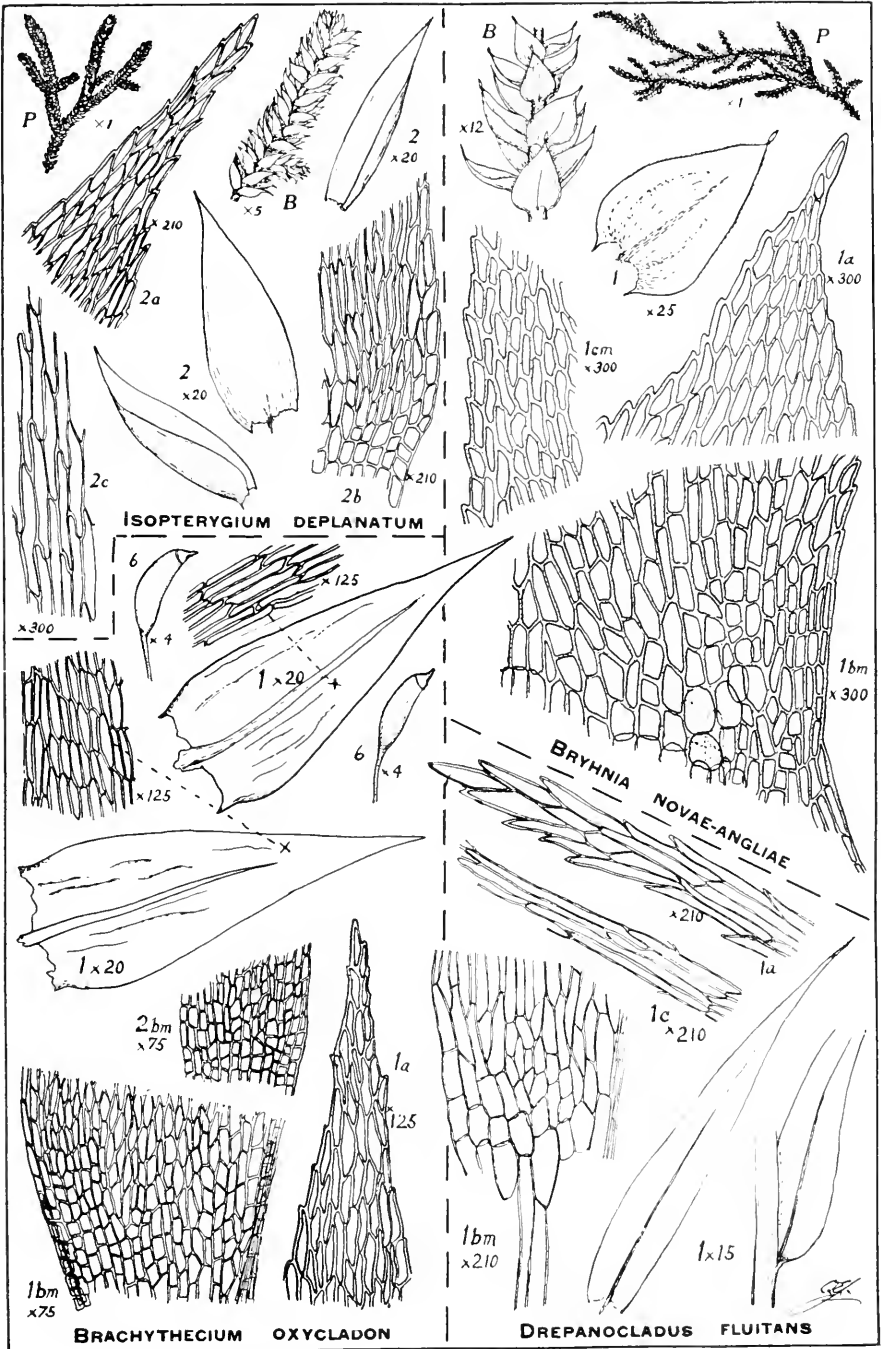 P
×1
× 210
2a
×5
B
2
×20
2
×20
2c
×300
2b
×210
ISOPTERYGIUM DEPLANATUM
B
×12
P
×1
1
×25
1a
×300
1cm
×300
1bm
×300
BRYHNIA NOVAE-ANGLIAE
6
×4
×125
1 ×20
6
×4
×125
1 ×20
2bm
×75
1a
×125
1bm
×75
BRACHYTHECIUM OXYCLADON
×210
1a
1c
×210
1bm
×210
1×15
DREPANOCLADUS FLUITANS